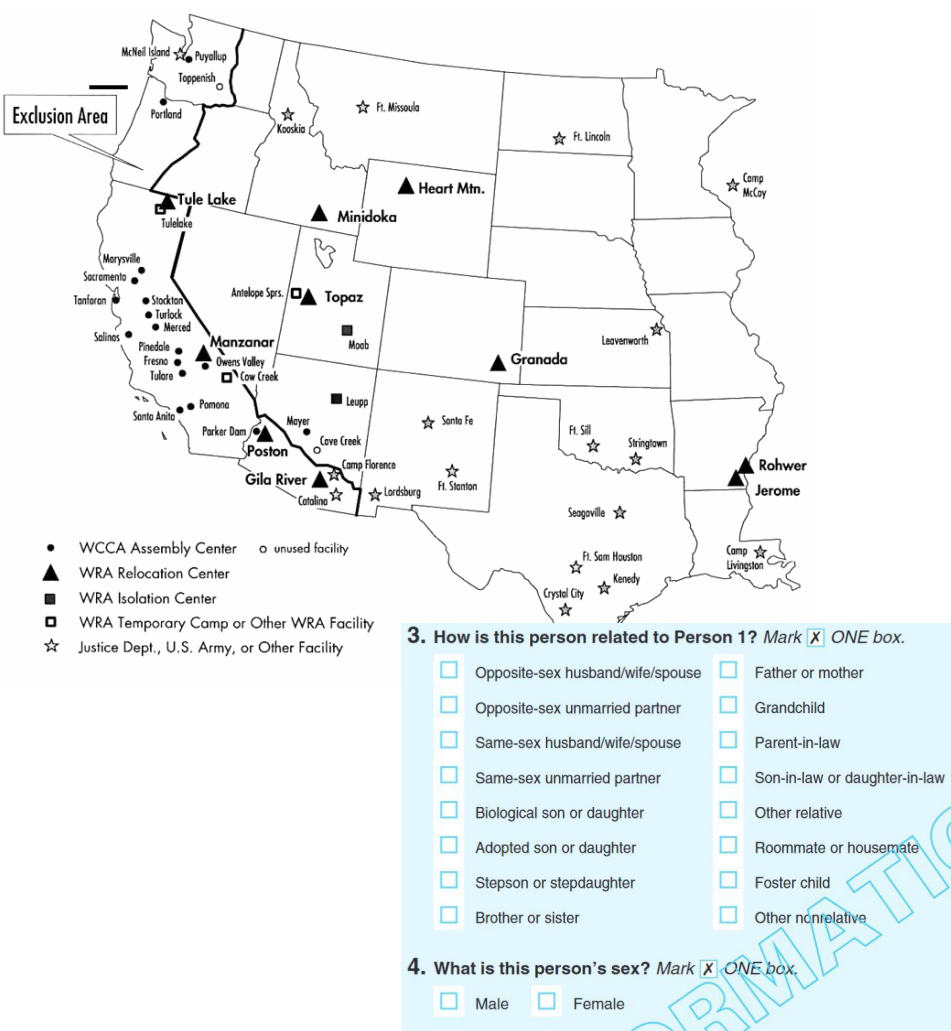 McNeil Island
Puyallup
Toppenish
Exclusion Area
Portland
Kooskia
Ft. Missoula
Ft. Lincoln
Camp
McCoy
Heart Mtn.
Tule Lake
Tulelake
Minidoka
Marysville
Sacramento
Tanforan
Stockton
Turlock
Merced
Salinas
Antelope Sprs.
Topaz
Moab
Leavenworth
Manzanar
Pinedale
Owens Valley
Fresno
Tulare
Cow Creek
Granada
Leupp
Santa Anita
Pomona
Mayer
Parker Dam
Cave Creek
Poston
Santa Fe
Ft. Sill
Stringtown
Camp Florence
Gila River
Catalina
Lordsburg
Ft. Stanton
Rohwer
Jerome
Seagoville
Ft. Sam Houston
Kenedy
Crystal City
Camp
Livingston
WCCA Assembly Center
unused facility
WRA Relocation Center
WRA Isolation Center
WRA Temporary Camp or Other WRA Facility
Justice Dept., U.S. Army, or Other Facility
3. How is this person related to Person 1? Mark X ONE box.
Opposite-sex husband/wife/spouse
Opposite-sex unmarried partner
Same-sex husband/wife/spouse
Same-sex unmarried partner
Biological son or daughter
Adopted son or daughter
Stepson or stepdaughter
Brother or sister
Father or mother
Grandchild
Parent-in-law
Son-in-law or daughter-in-law
Other relative
Roommate or housemate
Foster child
Other nonrelative
4. What is this person's sex? Mark X ONE box.
Male
Female